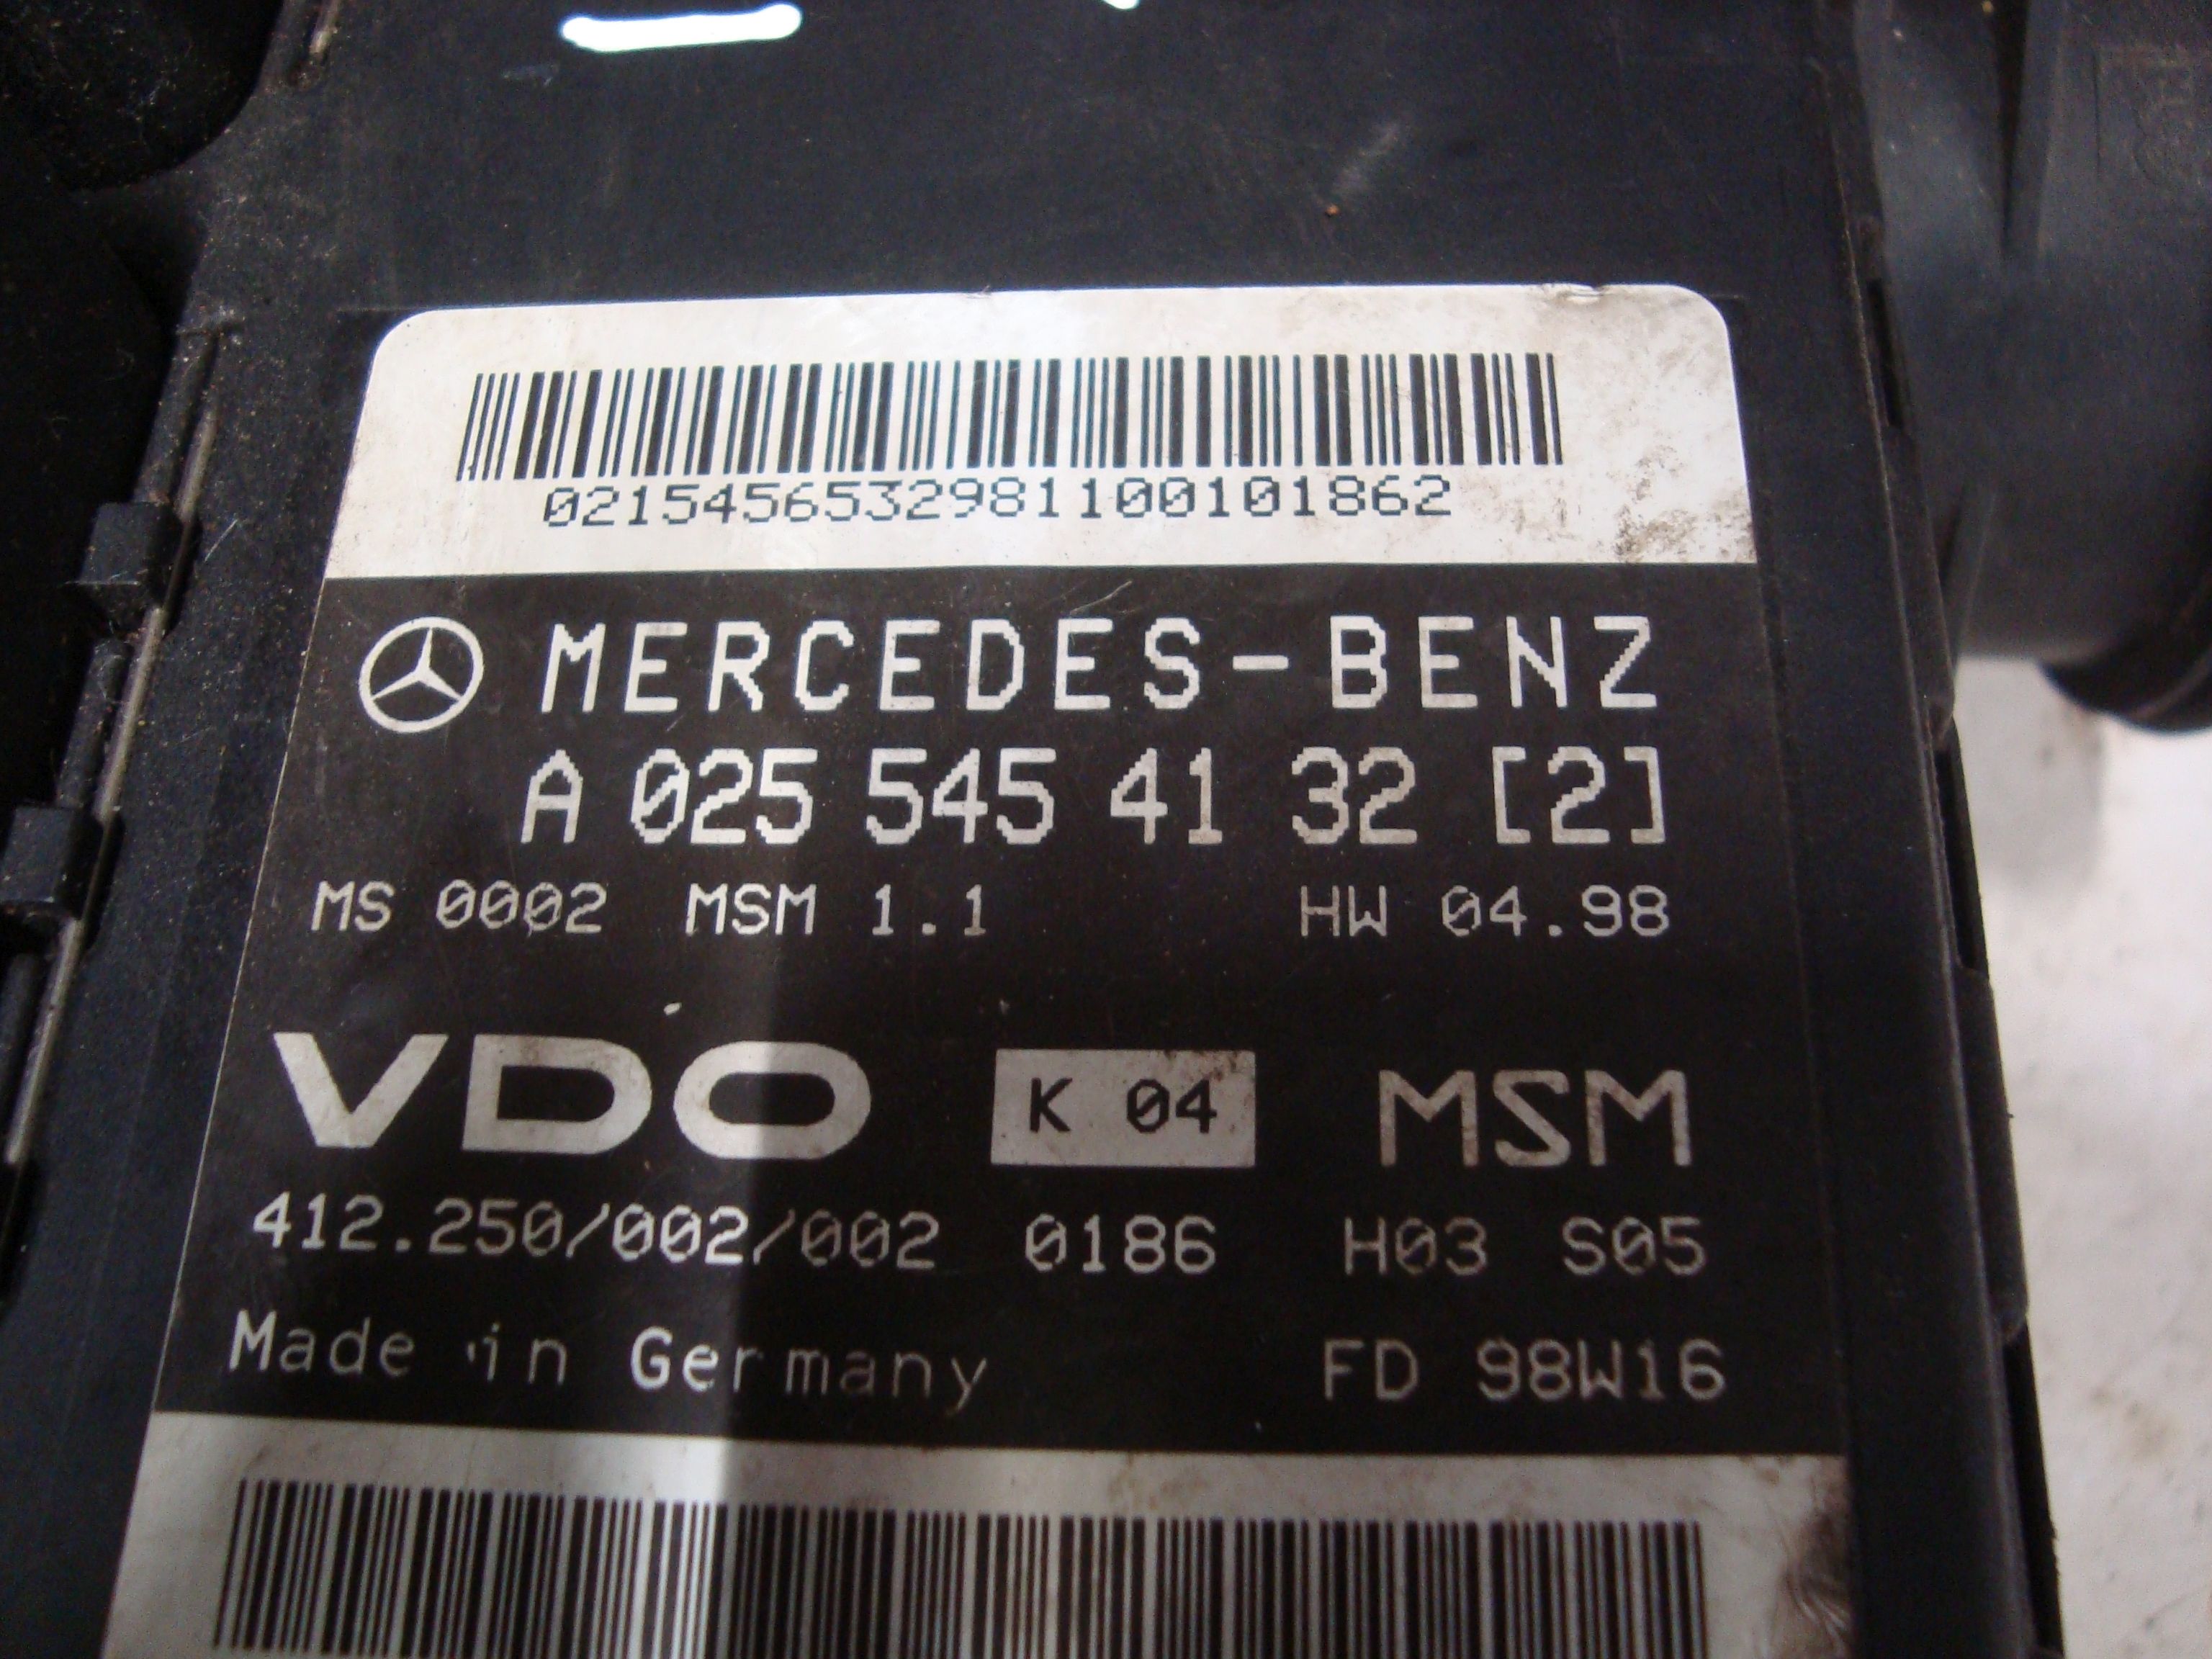 0215456532981100101862
MERCEDES-BENZ
A 025 545 41 32 [2]
MS 0002 MSM 1.1 HW 04.98
VDO K 04 MSM
412.250/002/002 0186 H03 S05
Made in Germany FD 98W16